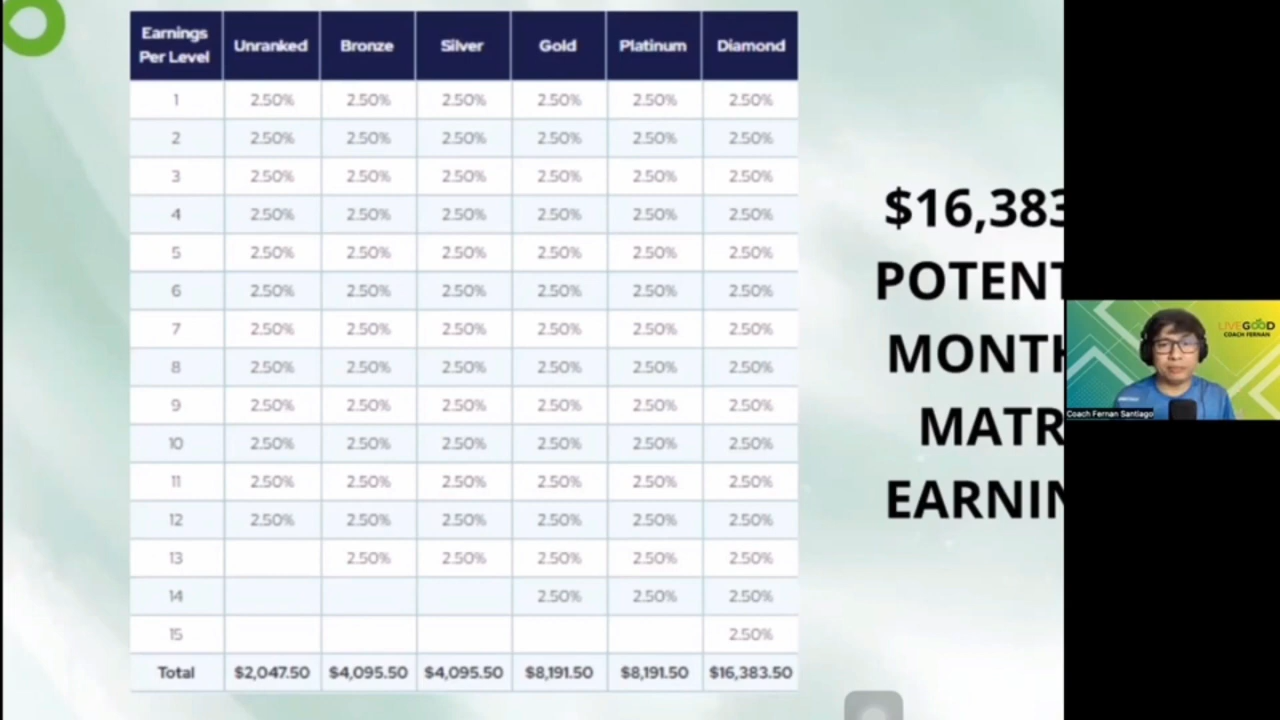 Earnings Per Level Unranked Bronze Silver Gold Platinum Diamond
1 2.50% 2.50% 2.50% 2.50% 2.50% 2.50%
2 2.50% 2.50% 2.50% 2.50% 2.50% 2.50%
3 2.50% 2.50% 2.50% 2.50% 2.50% 2.50%
4 2.50% 2.50% 2.50% 2.50% 2.50% 2.50%
5 2.50% 2.50% 2.50% 2.50% 2.50% 2.50%
6 2.50% 2.50% 2.50% 2.50% 2.50% 2.50%
7 2.50% 2.50% 2.50% 2.50% 2.50% 2.50%
8 2.50% 2.50% 2.50% 2.50% 2.50% 2.50%
9 2.50% 2.50% 2.50% 2.50% 2.50% 2.50%
10 2.50% 2.50% 2.50% 2.50% 2.50% 2.50%
11 2.50% 2.50% 2.50% 2.50% 2.50% 2.50%
12 2.50% 2.50% 2.50% 2.50% 2.50% 2.50%
13 2.50% 2.50% 2.50% 2.50% 2.50%
14 2.50% 2.50% 2.50%
15 2.50%
Total $2,047.50 $4,095.50 $4,095.50 $8,191.50 $8,191.50 $16,383.50
$16,383
POTENT
MONTH
MATR
EARNIN
LIVEGOOD
COACH FERNAN
Coach Fernan Santiago